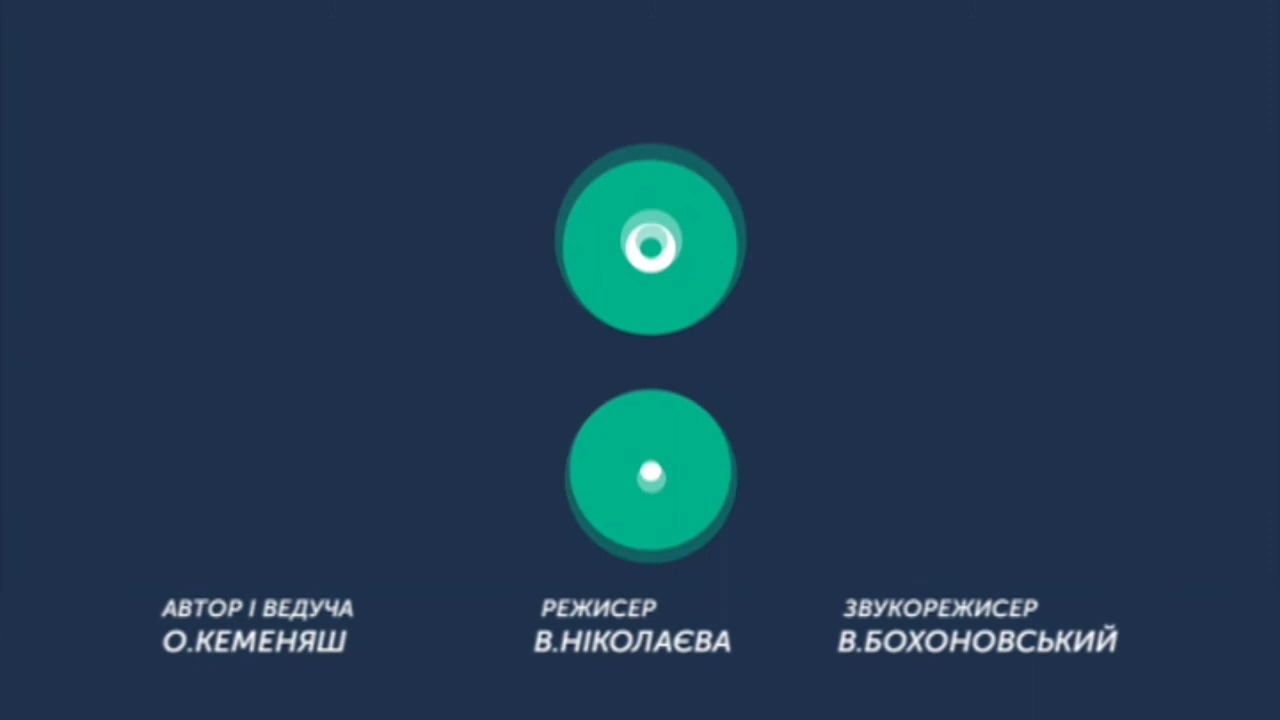 АВТОР І ВЕДУЧА
О.КЕМЕНЯШ
РЕЖИСЕР
В.НІКОЛАЄВА
ЗВУКОРЕЖИСЕР
В.БОХОНОВСЬКИЙ